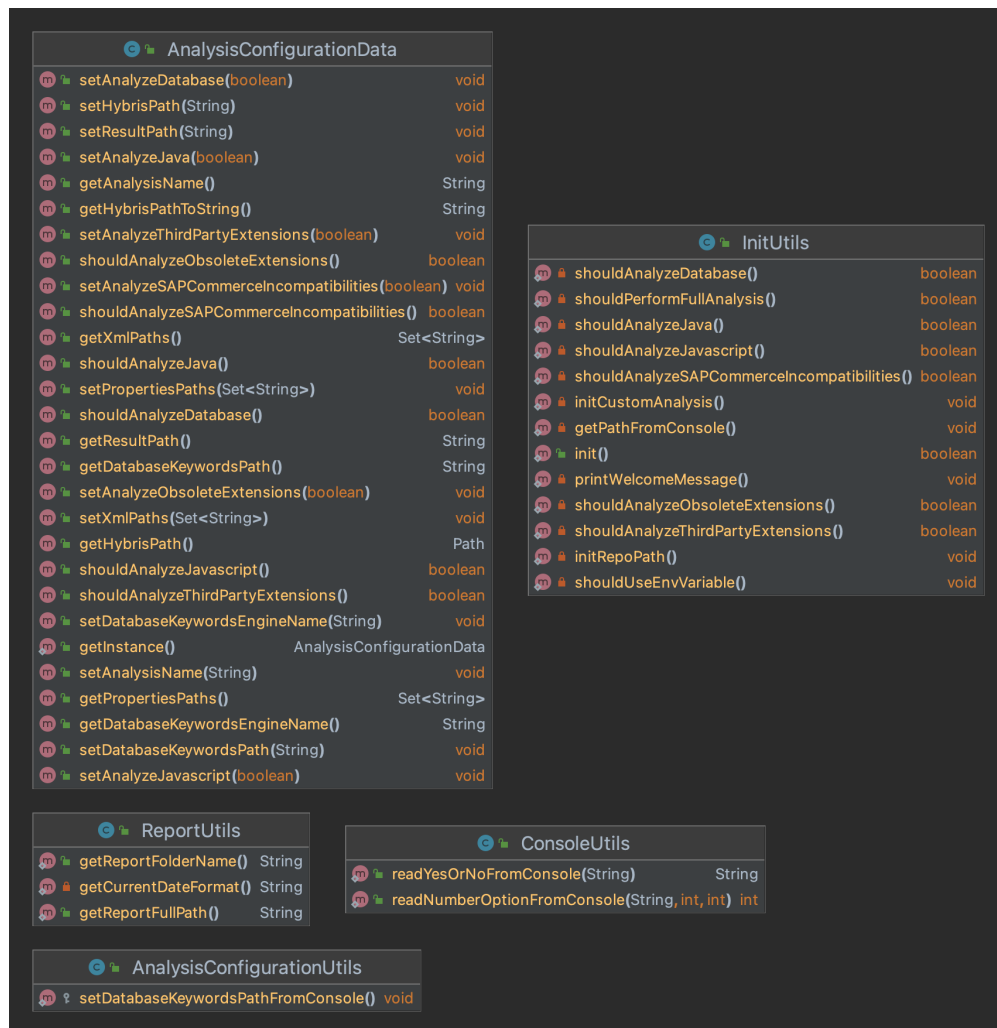 AnalysisConfigurationData
setAnalyzeDatabase(boolean) void
setHybrisPath(String) void
setResultPath(String) void
setAnalyzeJava(boolean) void
getAnalysisName() String
getHybrisPathToString() String
setAnalyzeThirdPartyExtensions(boolean) void
shouldAnalyzeObsoleteExtensions() boolean
setAnalyzeSAPCommerceIncompatibilities(boolean) void
shouldAnalyzeSAPCommerceIncompatibilities() boolean
getXmlPaths() Set<String>
shouldAnalyzeJava() boolean
setPropertiesPaths(Set<String>) void
shouldAnalyzeDatabase() boolean
getResultPath() String
getDatabaseKeywordsPath() String
setAnalyzeObsoleteExtensions(boolean) void
setXmlPaths(Set<String>) void
getHybrisPath() Path
shouldAnalyzeJavascript() boolean
shouldAnalyzeThirdPartyExtensions() boolean
setDatabaseKeywordsEngineName(String) void
getInstance() AnalysisConfigurationData
setAnalysisName(String) void
getPropertiesPaths() Set<String>
getDatabaseKeywordsEngineName() String
setDatabaseKeywordsPath(String) void
setAnalyzeJavascript(boolean) void
InitUtils
shouldAnalyzeDatabase() boolean
shouldPerformFullAnalysis() boolean
shouldAnalyzeJava() boolean
shouldAnalyzeJavascript() boolean
shouldAnalyzeSAPCommerceIncompatibilities() boolean
initCustomAnalysis() void
getPathFromConsole() void
init() boolean
printWelcomeMessage() void
shouldAnalyzeObsoleteExtensions() boolean
shouldAnalyzeThirdPartyExtensions() boolean
initRepoPath() void
shouldUseEnvVariable() void
ReportUtils
getReportFolderName() String
getCurrentDateFormat() String
getReportFullPath() String
ConsoleUtils
readYesOrNoFromConsole(String) String
readNumberOptionFromConsole(String, int, int) int
AnalysisConfigurationUtils
setDatabaseKeywordsPathFromConsole() void